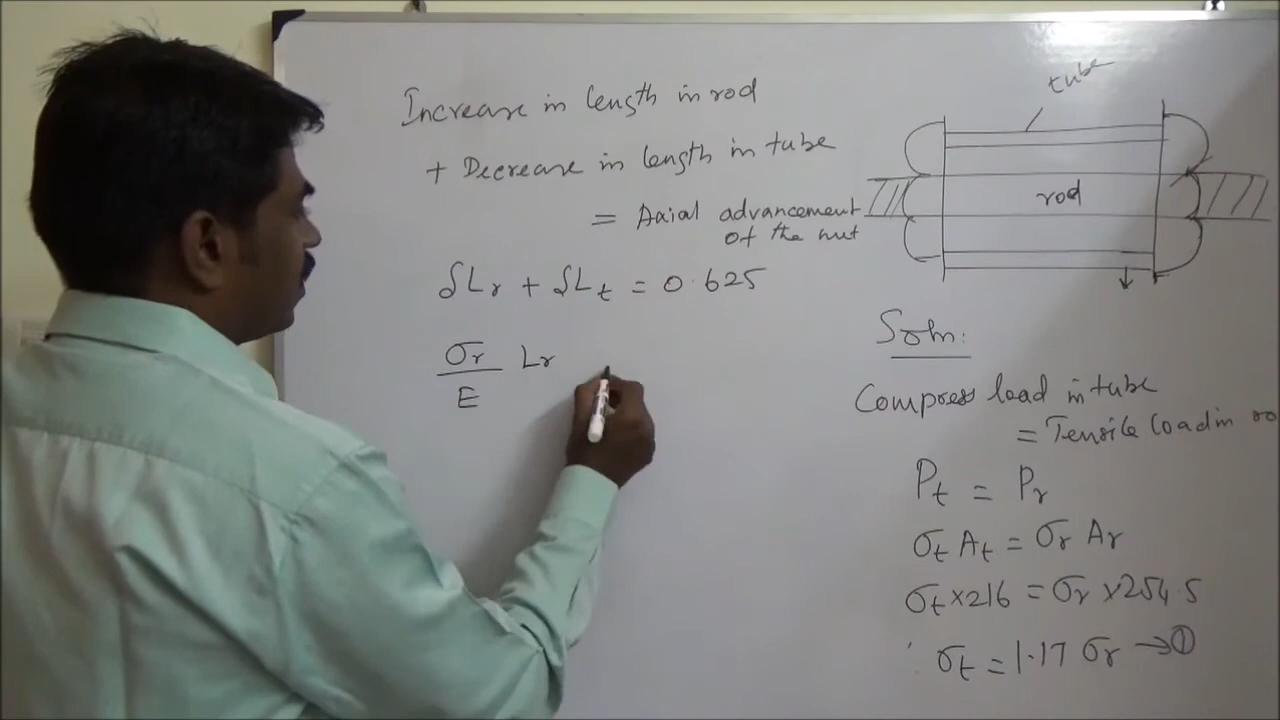 Increase in length in rod
+ Decrease in length in tube
= Axial advancement
of the nut
δLr + δLt = 0.625
σr/E Lr
tube
rod
Soln:
Compress load in tube
= Tensile load in ro
Pt = Pr
σt At = σr Ar
σt × 216 = σr × 254.5
∴ σt = 1.17 σr → ①